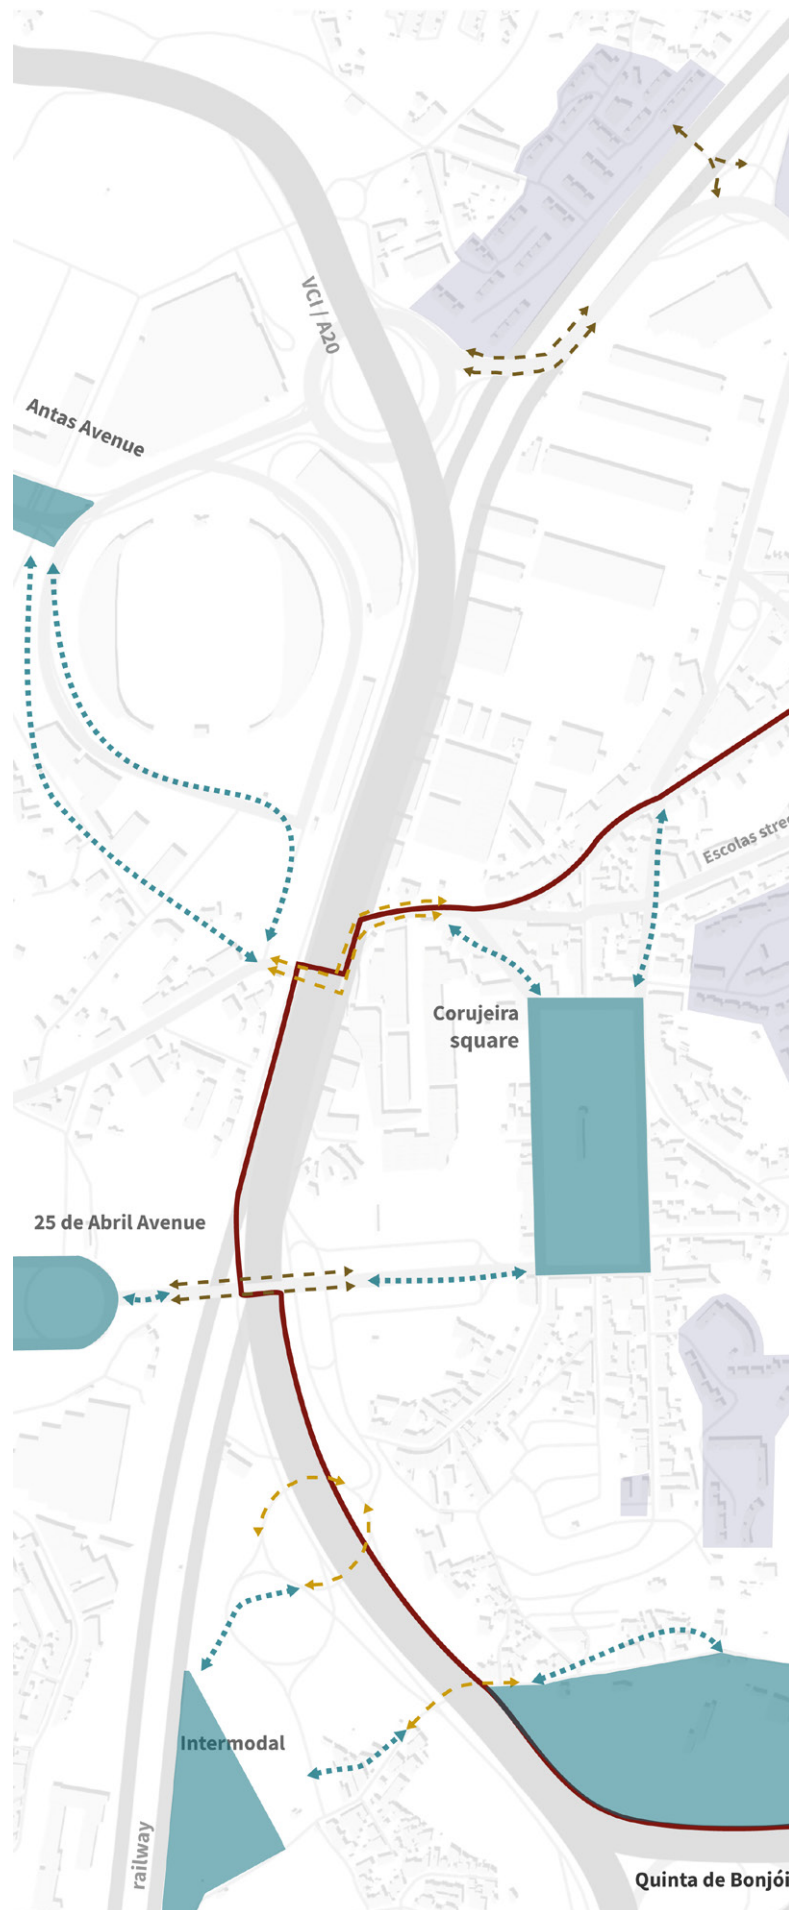 VCI / A20
Antas Avenue
Escolas stre
Corujeira
square
25 de Abril Avenue
Intermodal
railway
Quinta de Bonjói